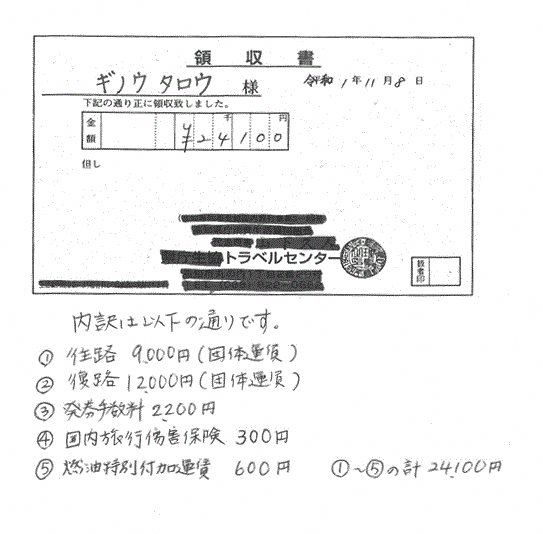 領収書
ギノウ タロウ 様 令和 1年11月8日
下記の通り正に領収致しました。
金額 千 円
¥24100
但し
トラベルセンター
扱者印
内訳は以下の通りです。
① 往路 9,000円(団体運賃)
② 復路 12,000円(団体運賃)
③ 発券手数料 2,200円
④ 国内旅行傷害保険 300円
⑤ 燃油特別付加運賃 600円 ①〜⑤の計 24,100円